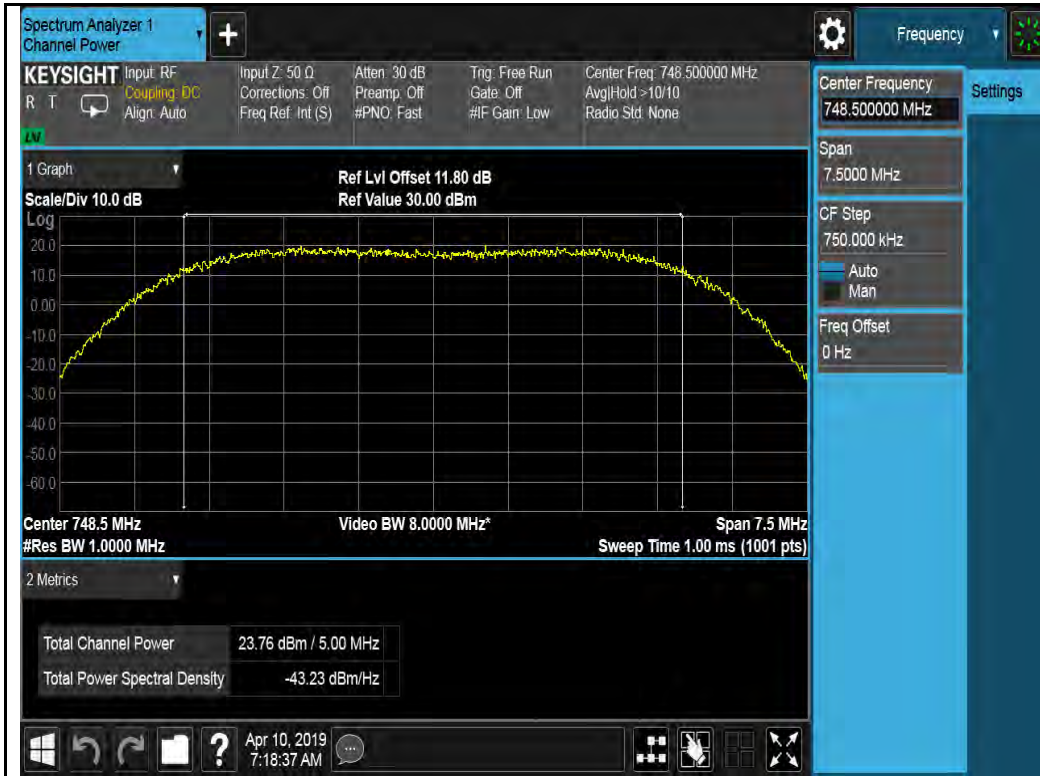 Spectrum Analyzer 1
Channel Power
Frequency
KEYSIGHT
R T
LV
Input: RF
Coupling: DC
Align: Auto
Input Z: 50 Ω
Corrections: Off
Freq Ref: Int (S)
Atten: 30 dB
Preamp: Off
#PNO: Fast
Trig: Free Run
Gate: Off
#IF Gain: Low
Center Freq: 748.500000 MHz
Avg|Hold >10/10
Radio Std: None
1 Graph
Scale/Div 10.0 dB
Ref Lvl Offset 11.80 dB
Ref Value 30.00 dBm
Log
20.0
10.0
0.00
-10.0
-20.0
-30.0
-40.0
-50.0
-60.0
Center 748.5 MHz
#Res BW 1.0000 MHz
Video BW 8.0000 MHz*
Span 7.5 MHz
Sweep Time 1.00 ms (1001 pts)
2 Metrics
Total Channel Power 23.76 dBm / 5.00 MHz
Total Power Spectral Density -43.23 dBm/Hz
Center Frequency
748.500000 MHz
Span
7.5000 MHz
CF Step
750.000 kHz
Auto
Man
Freq Offset
0 Hz
Settings
?
Apr 10, 2019
7:18:37 AM